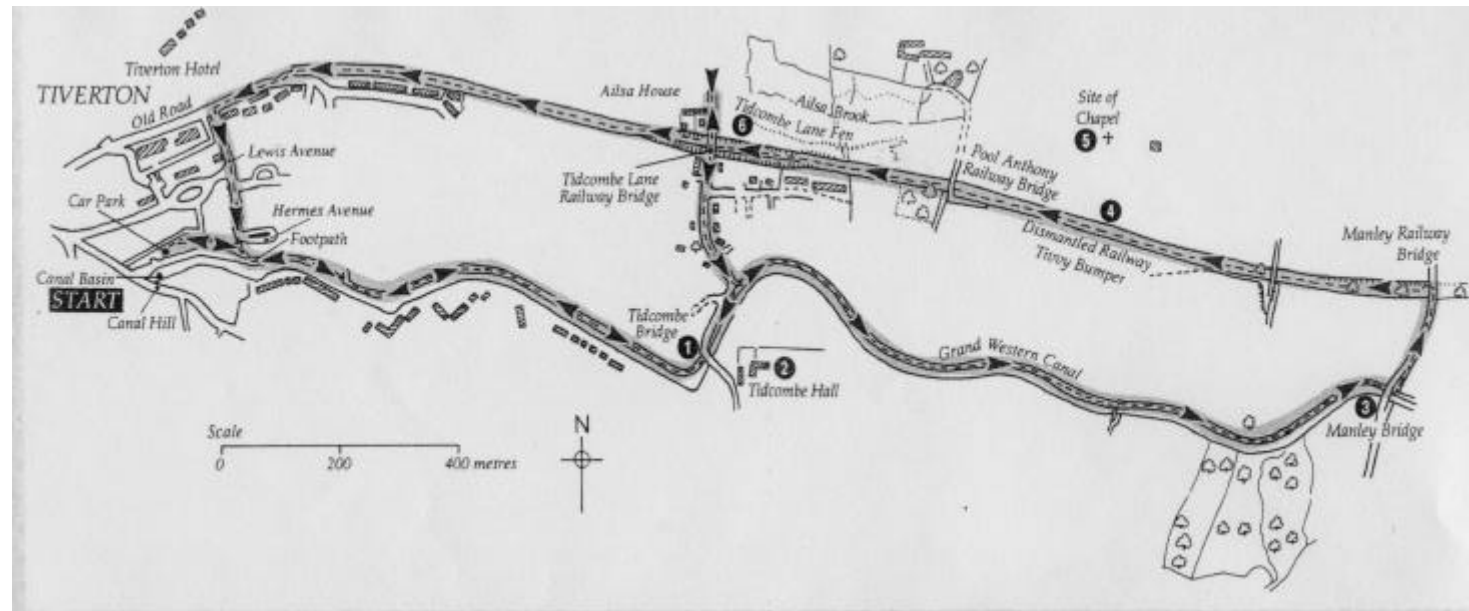 Tiverton Hotel
TIVERTON
Old Road
Lewis Avenue
Car Park
Hermes Avenue
Footpath
Canal Basin
START
Canal Hill
Ailsa House
6
Tidcombe Lane Fen
Ailsa Brook
Tidcombe Lane
Railway Bridge
Site of
Chapel
5
Pool Anthony
Railway Bridge
4
Dismantled Railway
Tivvy Bumper
Manley Railway
Bridge
Tidcombe
Bridge
1
2
Tidcombe Hall
Grand Western Canal
3
Manley Bridge
Scale
0 200 400 metres
N